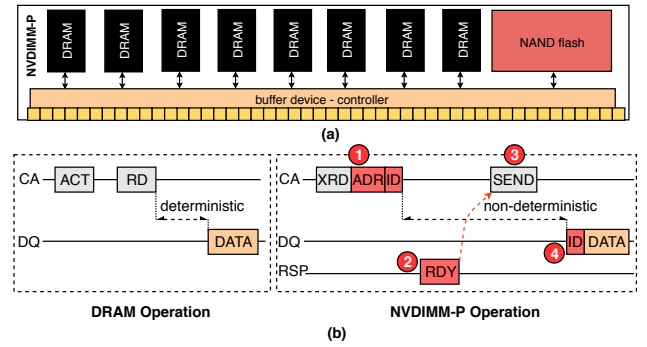 NVDIMM-P
DRAM
DRAM
DRAM
DRAM
DRAM
DRAM
DRAM
DRAM
NAND flash
buffer device - controller
(a)
1
3
CA
ACT
RD
CA
XRD
ADR
ID
SEND
deterministic
non-deterministic
DQ
DATA
DQ
4
ID
DATA
2
RSP
RDY
DRAM Operation
NVDIMM-P Operation
(b)